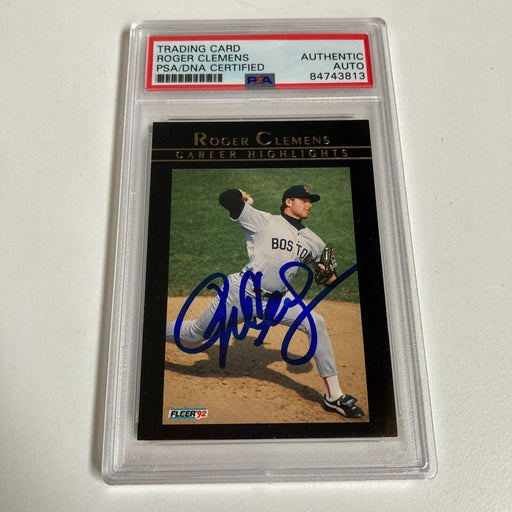 TRADING CARD
ROGER CLEMENS
PSA/DNA CERTIFIED
AUTHENTIC
AUTO
84743813
PSA
ROGER CLEMENS
CAREER HIGHLIGHTS
BOSTON
FLEER '92